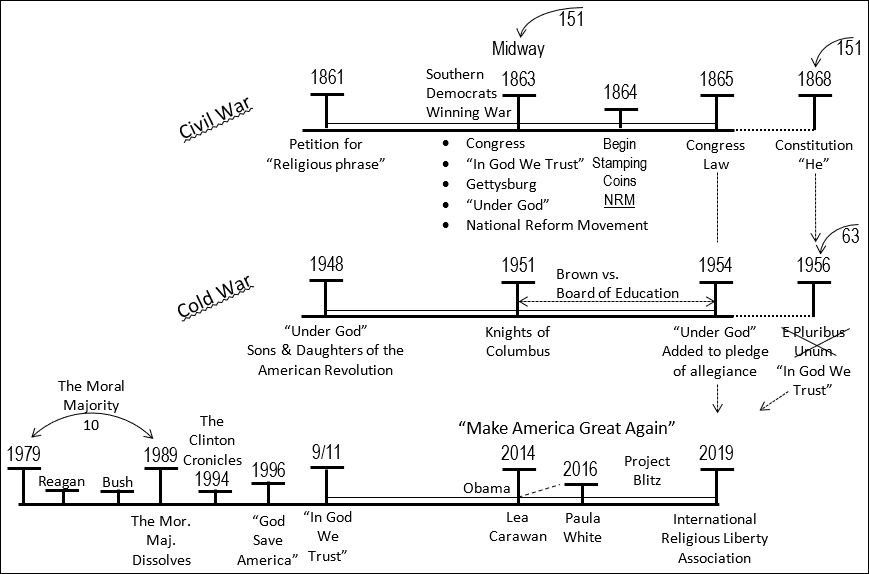 151
Midway
151
1861
Southern
Democrats
Winning War
1863
1864
1865
1868
Civil War
Petition for
“Religious phrase”
• Congress
• “In God We Trust”
• Gettysburg
• “Under God”
• National Reform Movement
Begin
Stamping
Coins
NRM
Congress
Law
Constitution
“He”
63
1948
1951
Brown vs.
Board of Education
1954
1956
Cold War
“Under God”
Sons & Daughters of the
American Revolution
Knights of
Columbus
“Under God”
Added to pledge
of allegiance
E Pluribus
Unum
“In God We
Trust”
The Moral
Majority
10
“Make America Great Again”
1979
Reagan
Bush
1989
The
Clinton
Cronicles
1994
1996
9/11
Obama
2014
2016
Project
Blitz
2019
The Mor.
Maj.
Dissolves
“God
Save
America”
“In God
We
Trust”
Lea
Carawan
Paula
White
International
Religious Liberty
Association